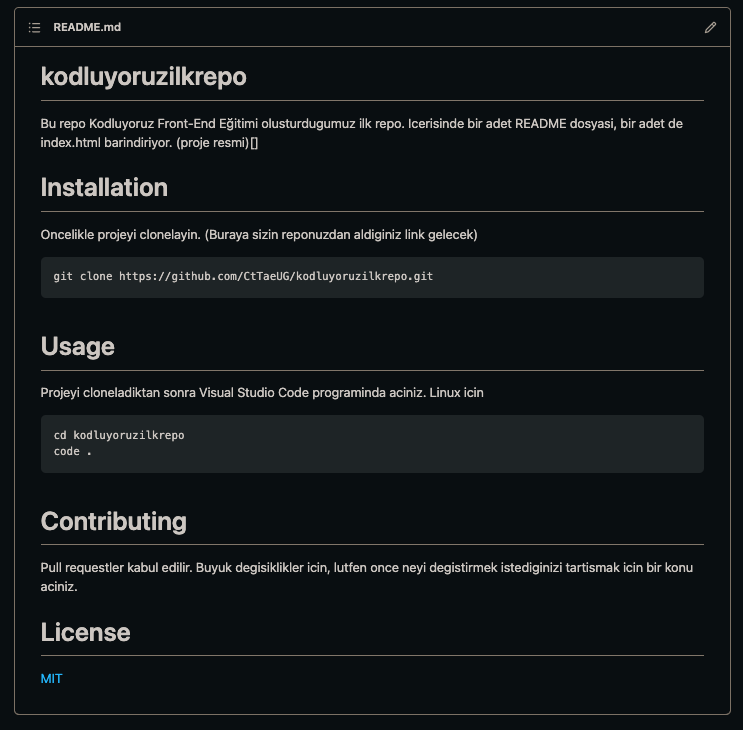 README.md
kodluyoruzilkrepo
Bu repo Kodluyoruz Front-End Eğitimi olusturdugumuz ilk repo. Icerisinde bir adet README dosyasi, bir adet de
index.html barindiriyor. (proje resmi)[]
Installation
Oncelikle projeyi clonelayin. (Buraya sizin reponuzdan aldiginiz link gelecek)
git clone https://github.com/CtTaeUG/kodluyoruzilkrepo.git
Usage
Projeyi cloneladiktan sonra Visual Studio Code programinda aciniz. Linux icin
cd kodluyoruzilkrepo
code .
Contributing
Pull requestler kabul edilir. Buyuk degisiklikler icin, lutfen once neyi degistirmek istediginizi tartismak icin bir konu
aciniz.
License
MIT